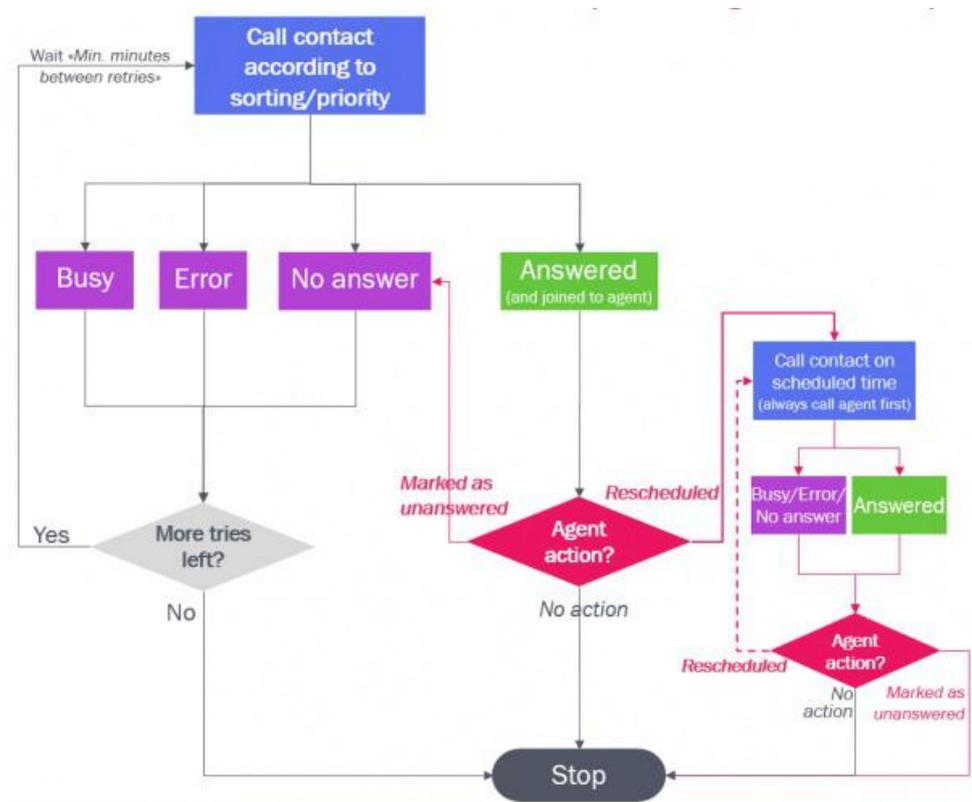 Call contact
according to
sorting/priority
Wait «Min. minutes
between retries»
Busy
Error
No answer
Answered
(and joined to agent)
Call contact on
scheduled time
(always call agent first)
Marked as
unanswered
Rescheduled
Busy/Error/
No answer
Answered
Yes
More tries
left?
Agent
action?
No
No action
Agent
action?
Rescheduled
No
action
Marked as
unanswered
Stop